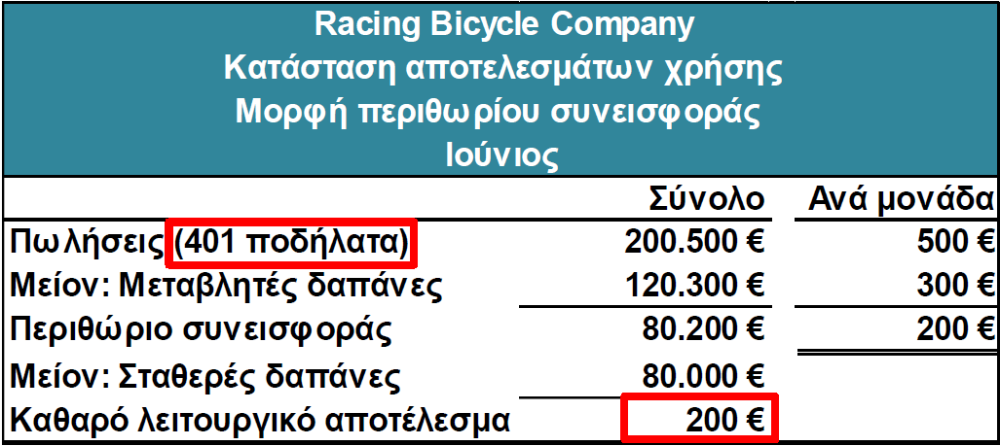 Racing Bicycle Company
Κατάσταση αποτελεσμάτων χρήσης
Μορφή περιθωρίου συνεισφοράς
Ιούνιος
Σύνολο Ανά μονάδα
Πωλήσεις (401 ποδήλατα) 200.500 € 500 €
Μείον: Μεταβλητές δαπάνες 120.300 € 300 €
Περιθώριο συνεισφοράς 80.200 € 200 €
Μείον: Σταθερές δαπάνες 80.000 €
Καθαρό λειτουργικό αποτέλεσμα 200 €